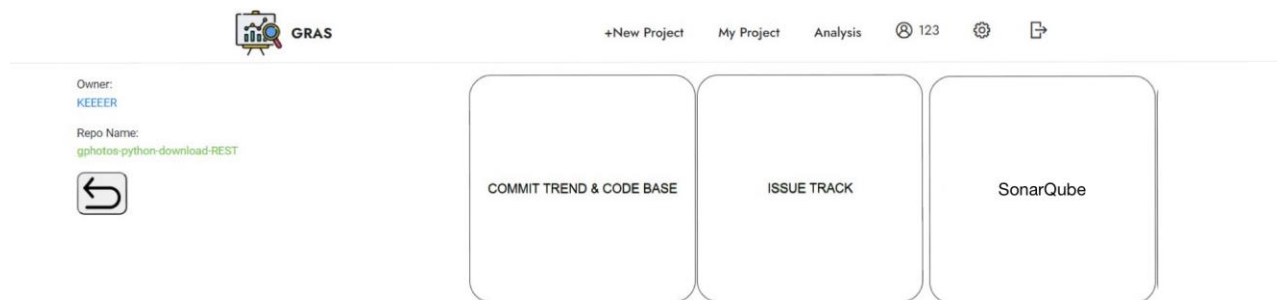 GRAS
+New Project
My Project
Analysis
123
Owner:
KEEEER
Repo Name:
gphotos-python-download-REST
COMMIT TREND & CODE BASE
ISSUE TRACK
SonarQube